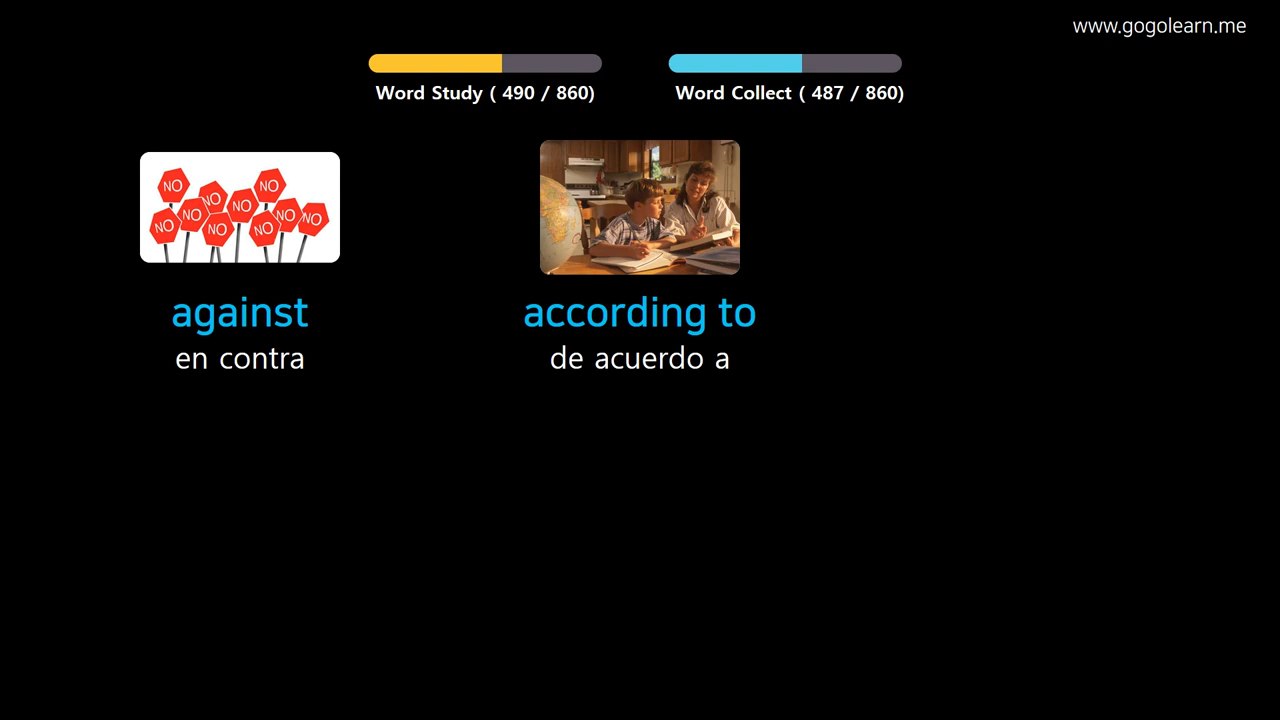 www.gogolearn.me
Word Study ( 490 / 860)
Word Collect ( 487 / 860)
NO
NO
NO
NO
NO
NO
NO
NO
NO
NO
against
en contra
according to
de acuerdo a